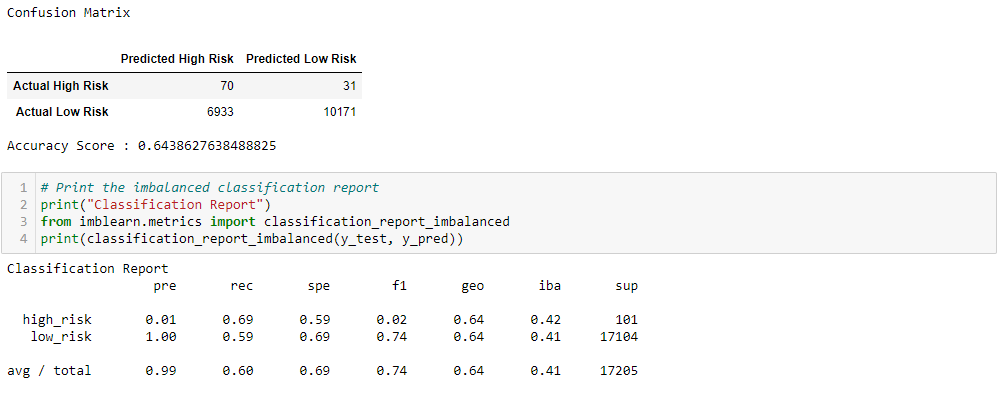 Confusion Matrix
Predicted High Risk Predicted Low Risk
Actual High Risk 70 31
Actual Low Risk 6933 10171
Accuracy Score : 0.6438627638488825
1 # Print the imbalanced classification report
2 print("Classification Report")
3 from imblearn.metrics import classification_report_imbalanced
4 print(classification_report_imbalanced(y_test, y_pred))
Classification Report
pre rec spe f1 geo iba sup
high_risk 0.01 0.69 0.59 0.02 0.64 0.42 101
low_risk 1.00 0.59 0.69 0.74 0.64 0.41 17104
avg / total 0.99 0.60 0.69 0.74 0.64 0.41 17205